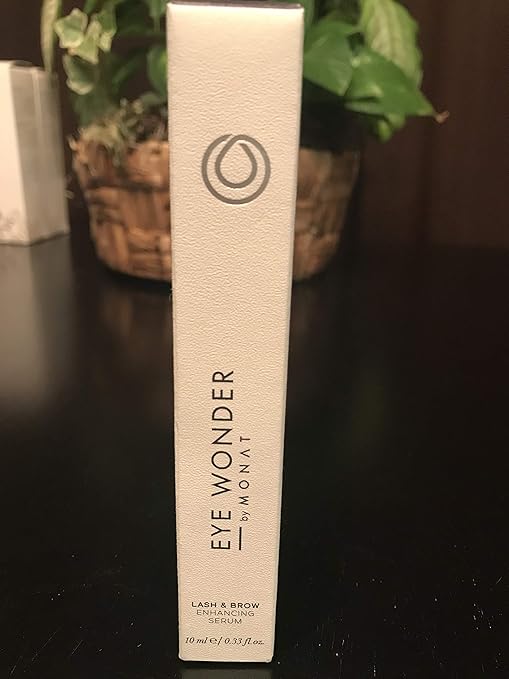 EYE WONDER
by MONAT
LASH & BROW
ENHANCING
SERUM
10 ml ℮ / 0.33 fl.oz.